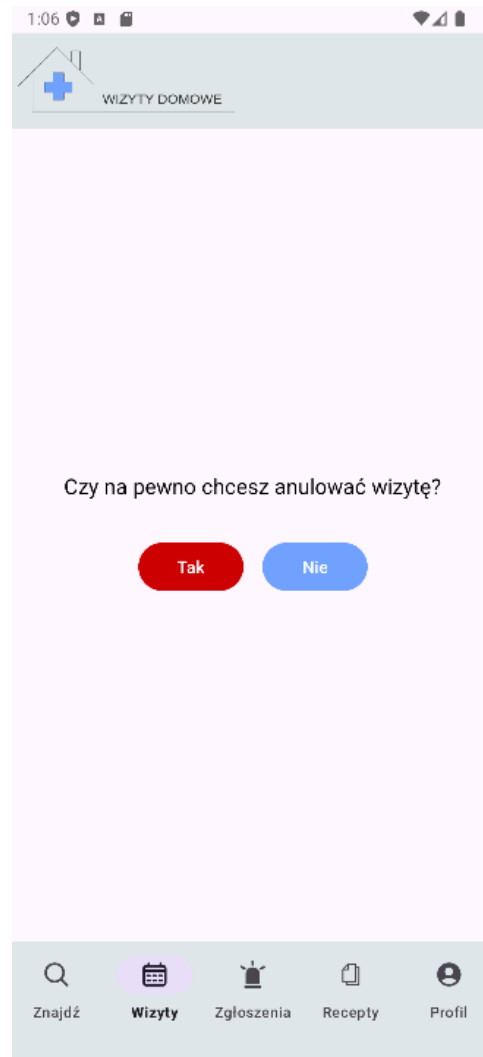 1:06
WIZYTY DOMOWE
Czy na pewno chcesz anulować wizytę?
Tak Nie
Znajdź Wizyty Zgłoszenia Recepty Profil